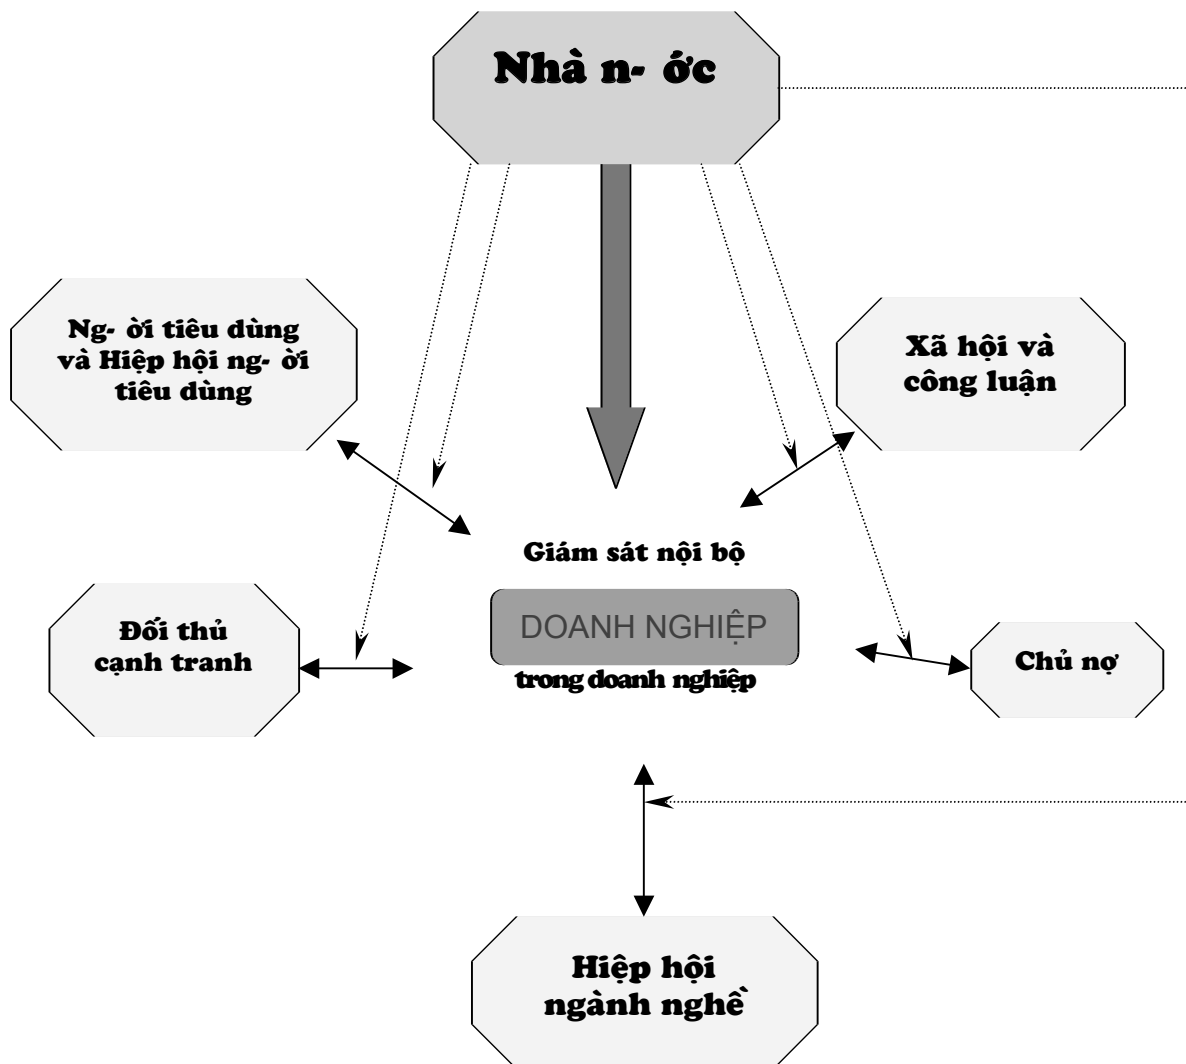 Nhà n- ớc
Ng- ời tiêu dùng
và Hiệp hội ng- ời
tiêu dùng
Xã hội và
công luận
Giám sát nội bộ
DOANH NGHIỆP
trong doanh nghiệp
Đối thủ
cạnh tranh
Chủ nợ
Hiệp hội
ngành nghề